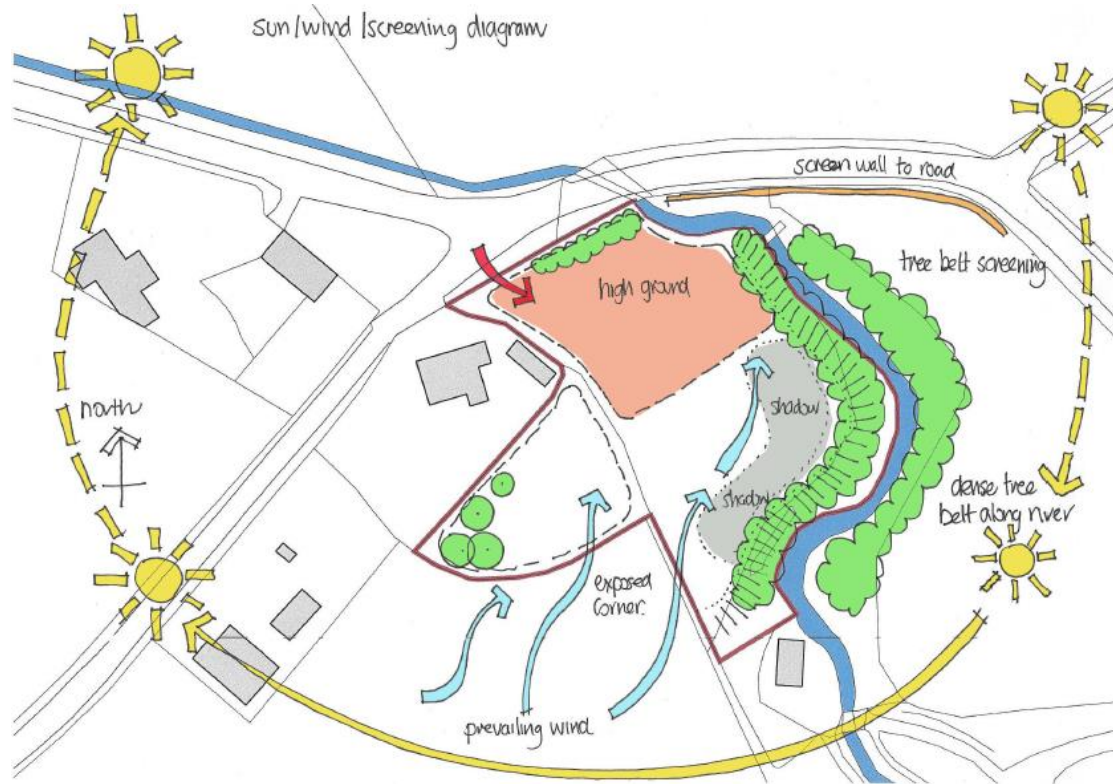 sun/wind/screening diagram
screen wall to road
tree belt screening
high ground
shadow
north
shadow
dense tree
belt along river
exposed
corner.
prevailing wind